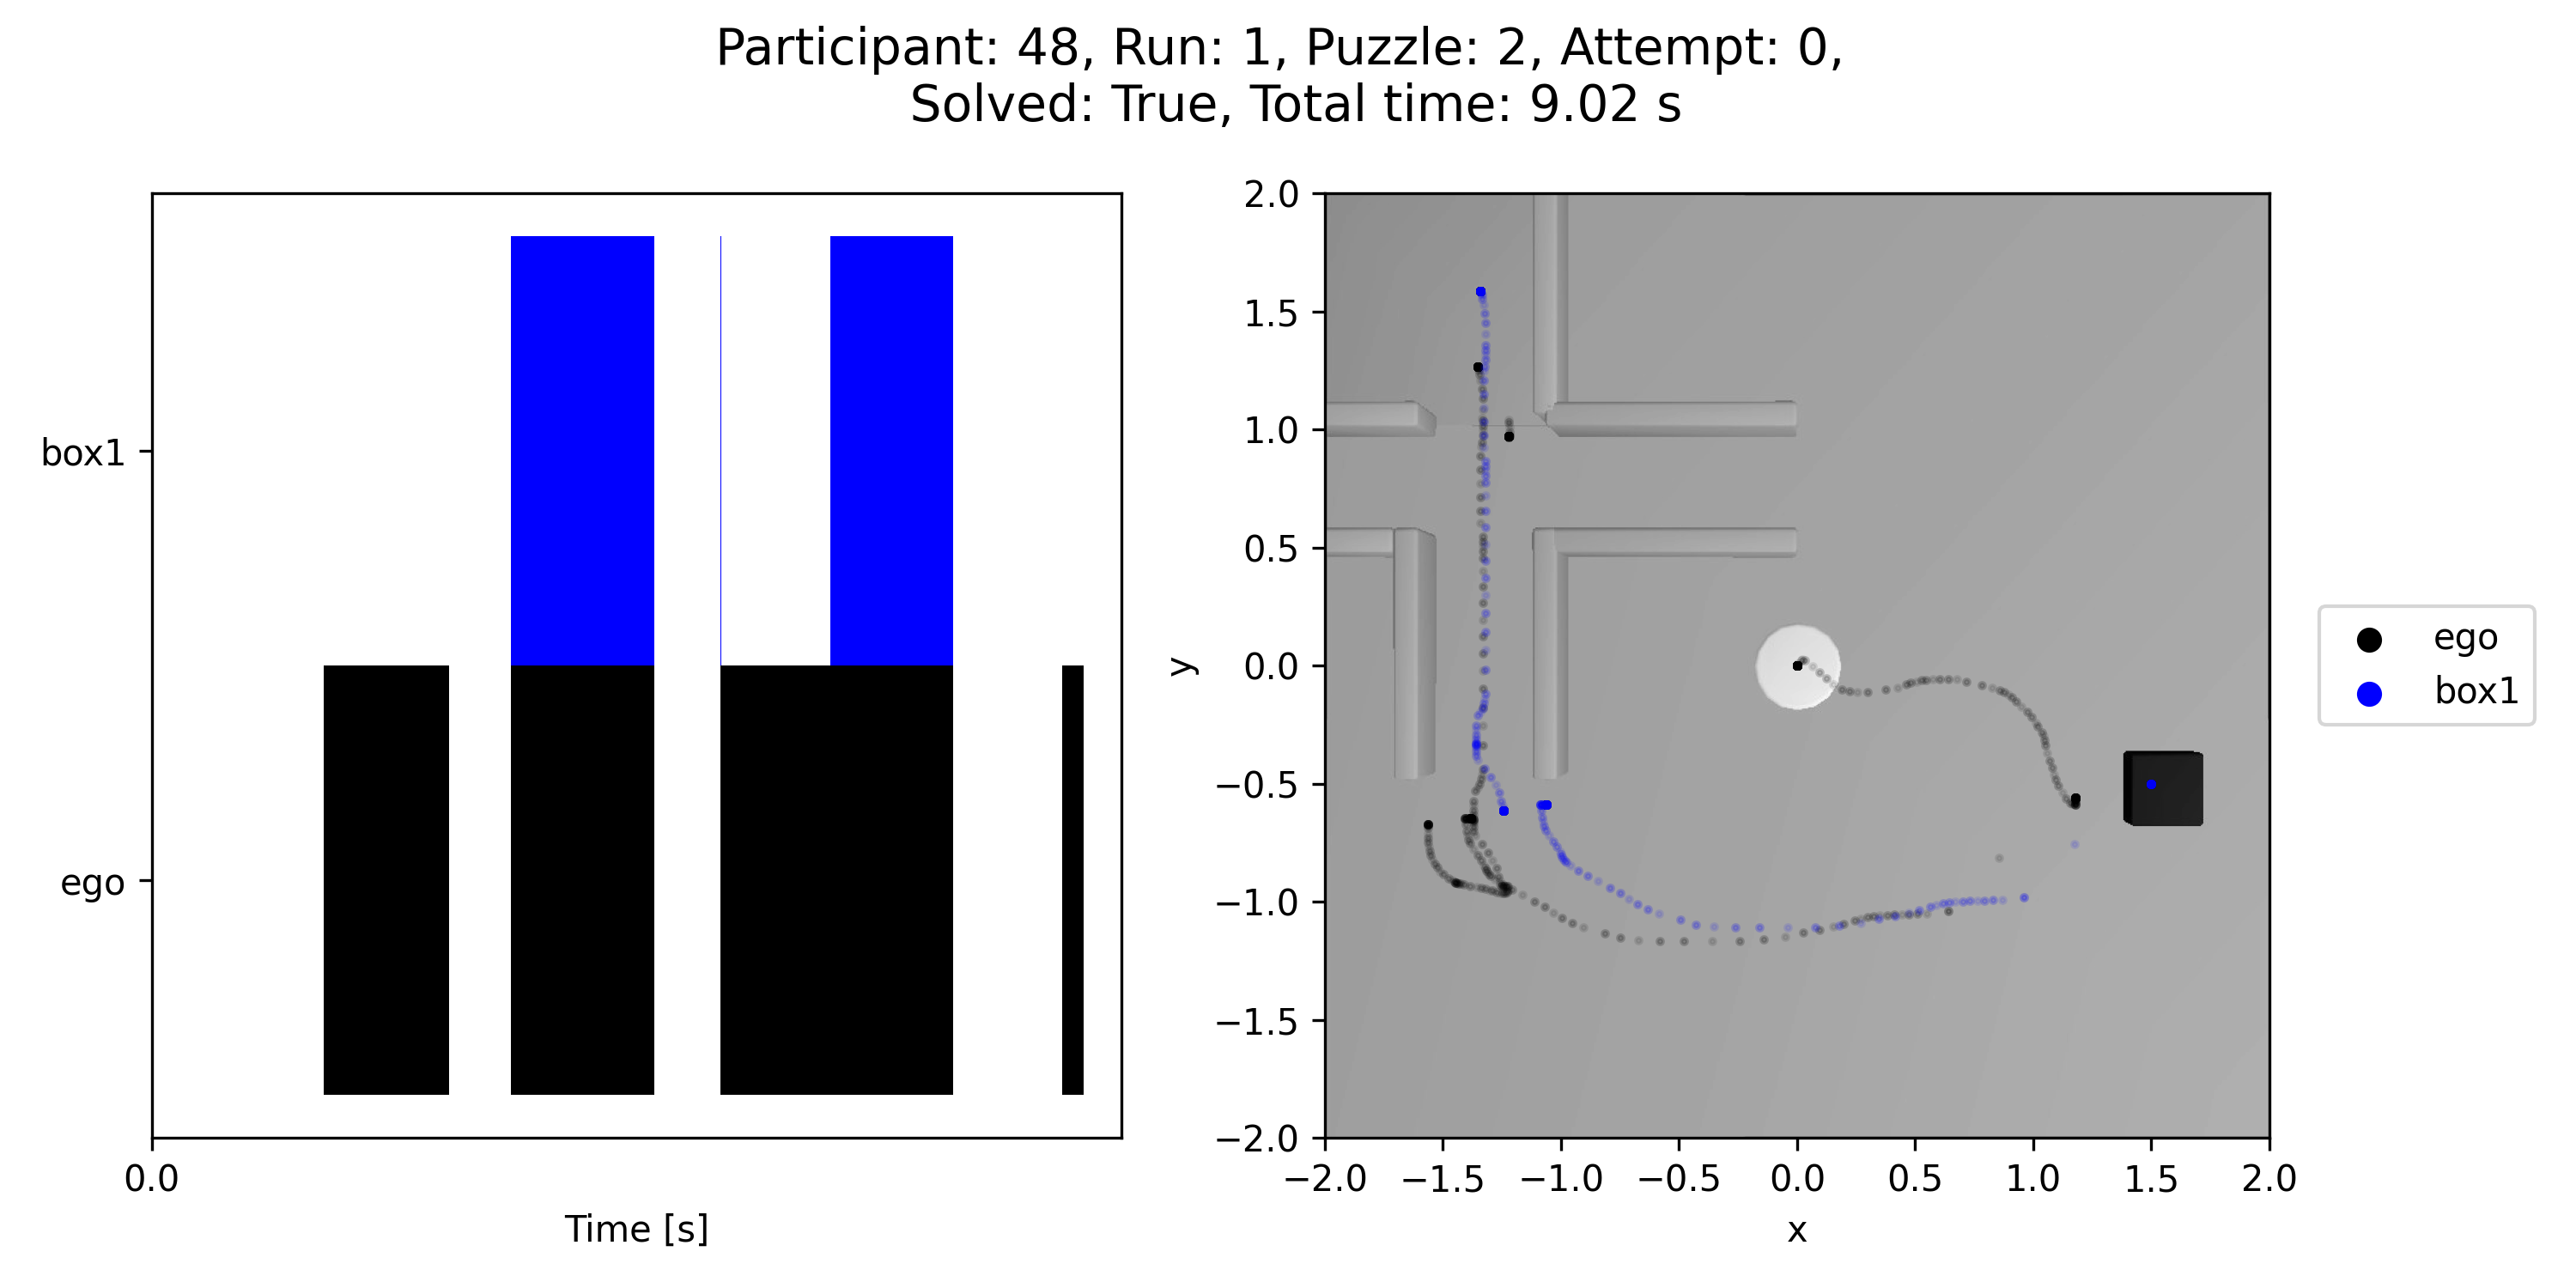 Participant: 48, Run: 1, Puzzle: 2, Attempt: 0,
Solved: True, Total time: 9.02 s
box1
ego
0.0
Time [s]
2.0
1.5
1.0
0.5
0.0
−0.5
−1.0
−1.5
−2.0
y
−2.0 −1.5 −1.0 −0.5 0.0 0.5 1.0 1.5 2.0
x
ego
box1